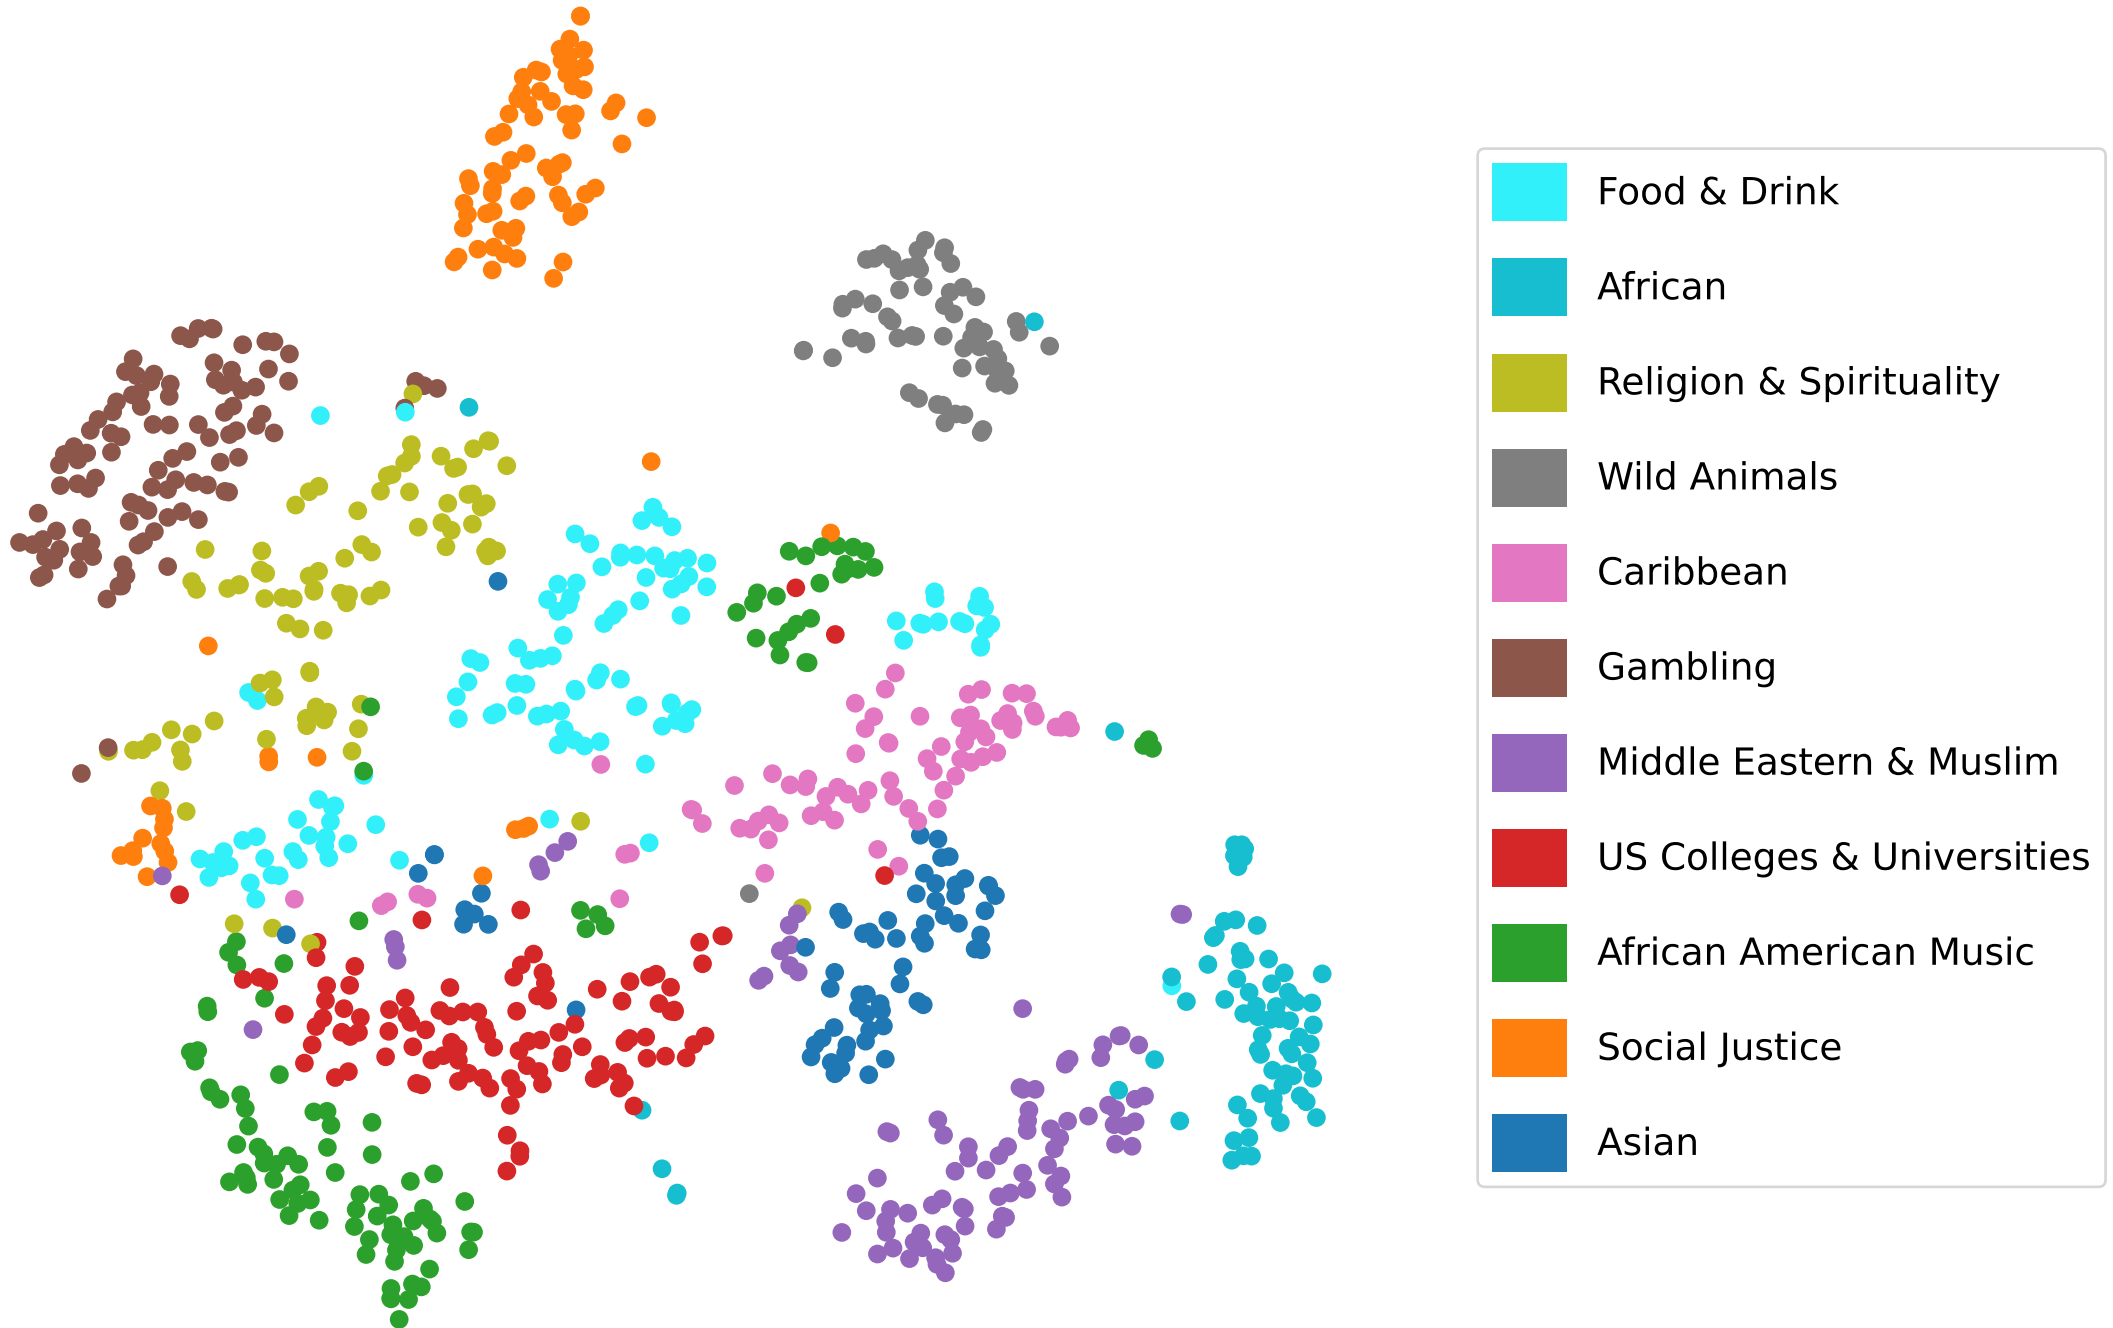 Food & Drink
African
Religion & Spirituality
Wild Animals
Caribbean
Gambling
Middle Eastern & Muslim
US Colleges & Universities
African American Music
Social Justice
Asian